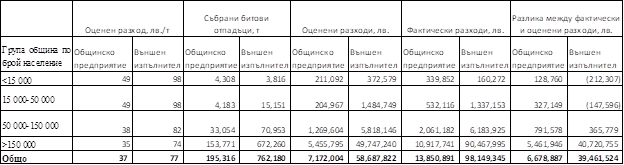 Оценен разход, лв./т Събрани битови отпадъци, т Оценени разходи, лв. Фактически разходи, лв. Разлика между фактически и оценени разходи, лв.
Група община по брой население Общинско предприятие Външен изпълнител Общинско предприятие Външен изпълнител Общинско предприятие Външен изпълнител Общинско предприятие Външен изпълнител Общинско предприятие Външен изпълнител
<15 000 49 98 4,308 3,816 211,092 372,579 339,852 160,272 128,760 (212,307)
15 000-50 000 49 98 4,183 15,151 204,967 1,484,749 532,116 1,337,153 327,149 (147,596)
50 000-150 000 38 82 33,054 70,953 1,269,604 5,818,146 2,061,182 6,183,925 791,578 365,779
>150 000 35 74 153,771 672,260 5,455,795 49,747,240 10,917,741 90,467,995 5,461,946 40,720,755
Общо 37 77 195,316 762,180 7,172,004 58,687,822 13,850,891 98,149,345 6,678,887 39,461,524